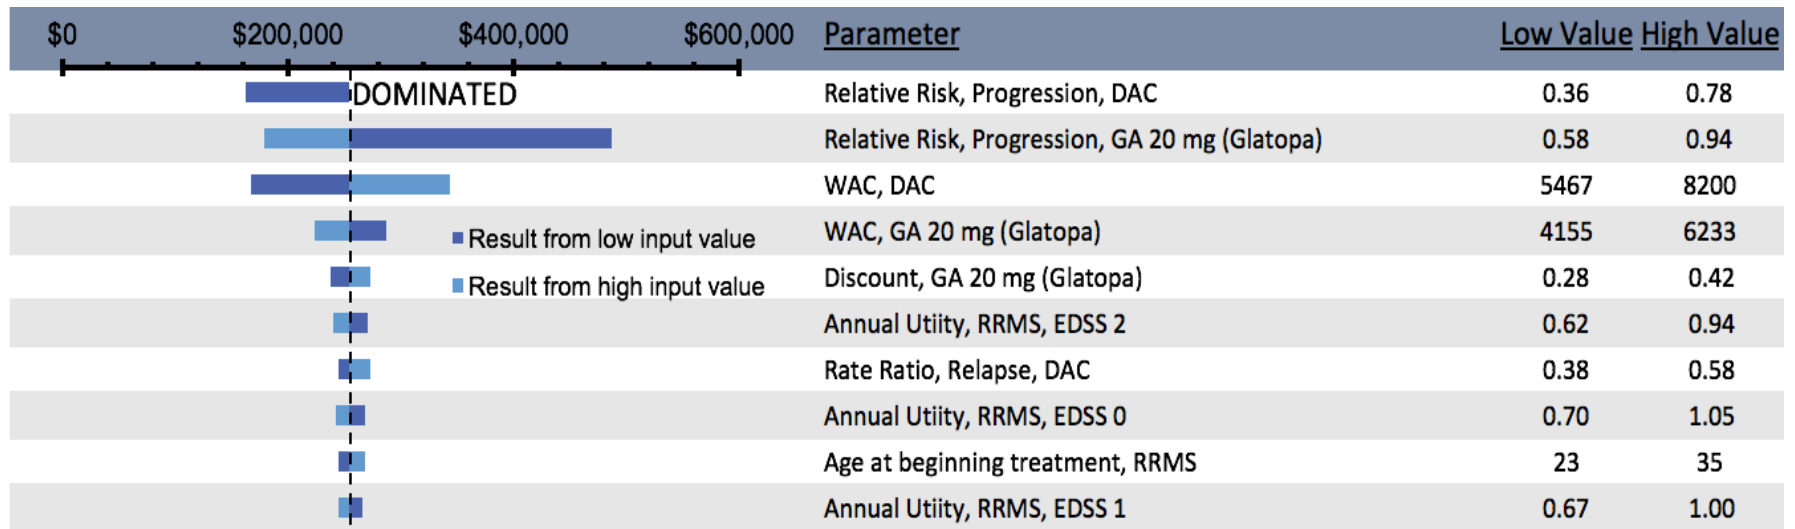 $0 $200,000 $400,000 $600,000 Parameter Low Value High Value
DOMINATED Relative Risk, Progression, DAC 0.36 0.78
Relative Risk, Progression, GA 20 mg (Glatopa) 0.58 0.94
WAC, DAC 5467 8200
Result from low input value WAC, GA 20 mg (Glatopa) 4155 6233
Result from high input value Discount, GA 20 mg (Glatopa) 0.28 0.42
Annual Utiity, RRMS, EDSS 2 0.62 0.94
Rate Ratio, Relapse, DAC 0.38 0.58
Annual Utiity, RRMS, EDSS 0 0.70 1.05
Age at beginning treatment, RRMS 23 35
Annual Utiity, RRMS, EDSS 1 0.67 1.00